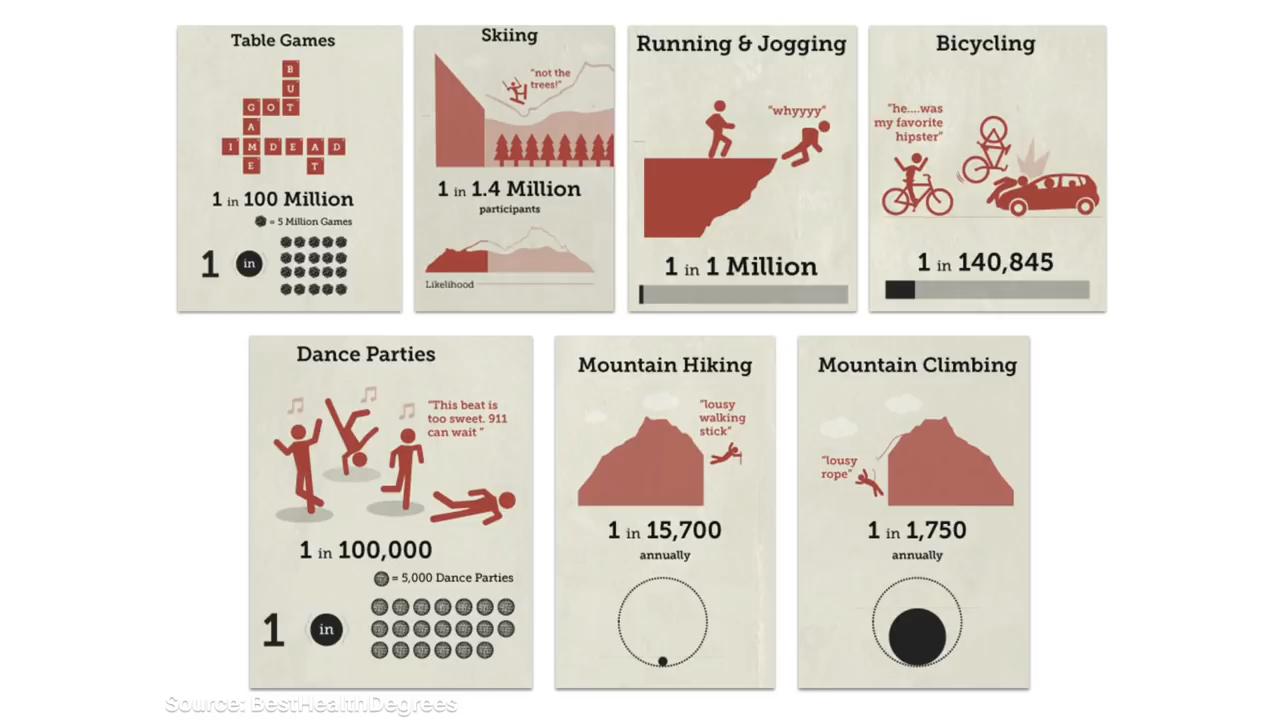 Table Games
B
U
G O T
A
I M D E A D
E T
1 in 100 Million
= 5 Million Games
1 in
Skiing
"not the
trees!"
1 in 1.4 Million
participants
Likelihood
Running & Jogging
"whyyyy"
1 in 1 Million
Bicycling
"he....was
my favorite
hipster"
1 in 140,845
Dance Parties
"This beat is
too sweet. 911
can wait "
1 in 100,000
= 5,000 Dance Parties
1 in
Mountain Hiking
"lousy
walking
stick"
1 in 15,700
annually
Mountain Climbing
"lousy
rope"
1 in 1,750
annually
Source: BestHealthDegrees